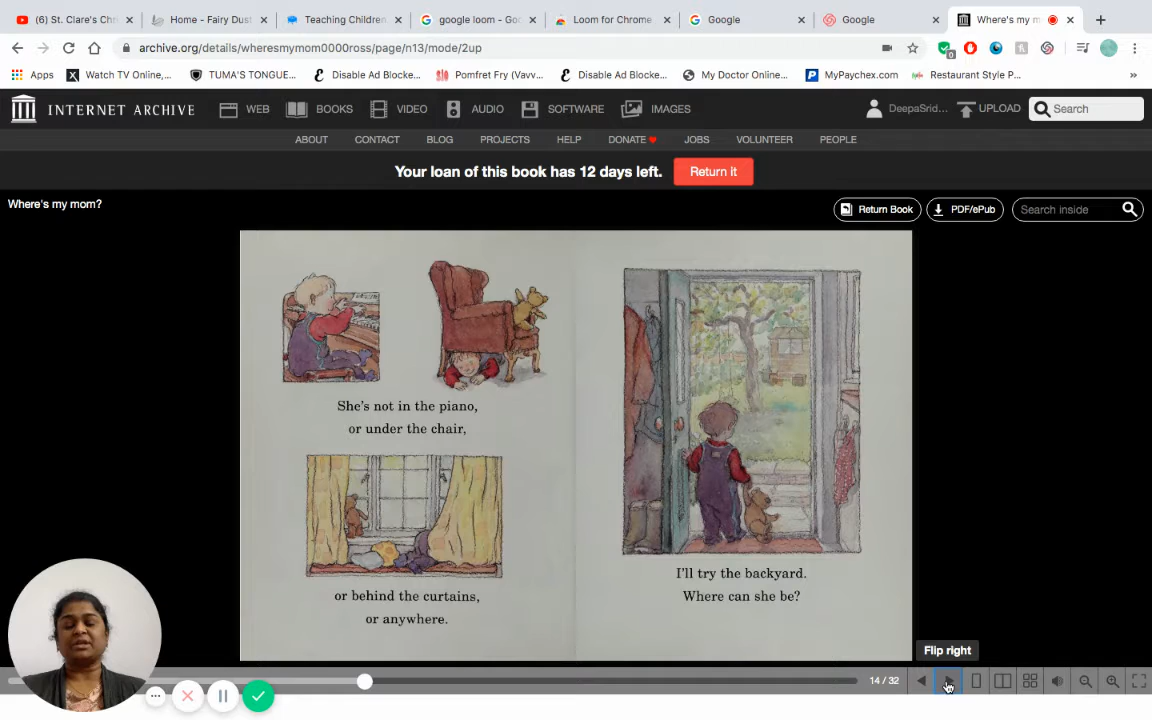 (6) St. Clare's Chri
Home - Fairy Dust
Teaching Children,
google loom - Goo
Loom for Chrome
Google
Google
Where's my m
archive.org/details/wheresmymom0000ross/page/n13/mode/2up
Apps
Watch TV Online,...
TUMA'S TONGUE...
Disable Ad Blocke...
Pomfret Fry (Vavv...
Disable Ad Blocke...
My Doctor Online...
MyPaychex.com
Restaurant Style P...
»
INTERNET ARCHIVE
WEB
BOOKS
VIDEO
AUDIO
SOFTWARE
IMAGES
DeepaSrid...
UPLOAD
Search
ABOUT
CONTACT
BLOG
PROJECTS
HELP
DONATE
JOBS
VOLUNTEER
PEOPLE
Your loan of this book has 12 days left.
Return it
Where's my mom?
Return Book
PDF/ePub
Search inside
She's not in the piano,
or under the chair,
or behind the curtains,
or anywhere.
I'll try the backyard.
Where can she be?
Flip right
14 / 32